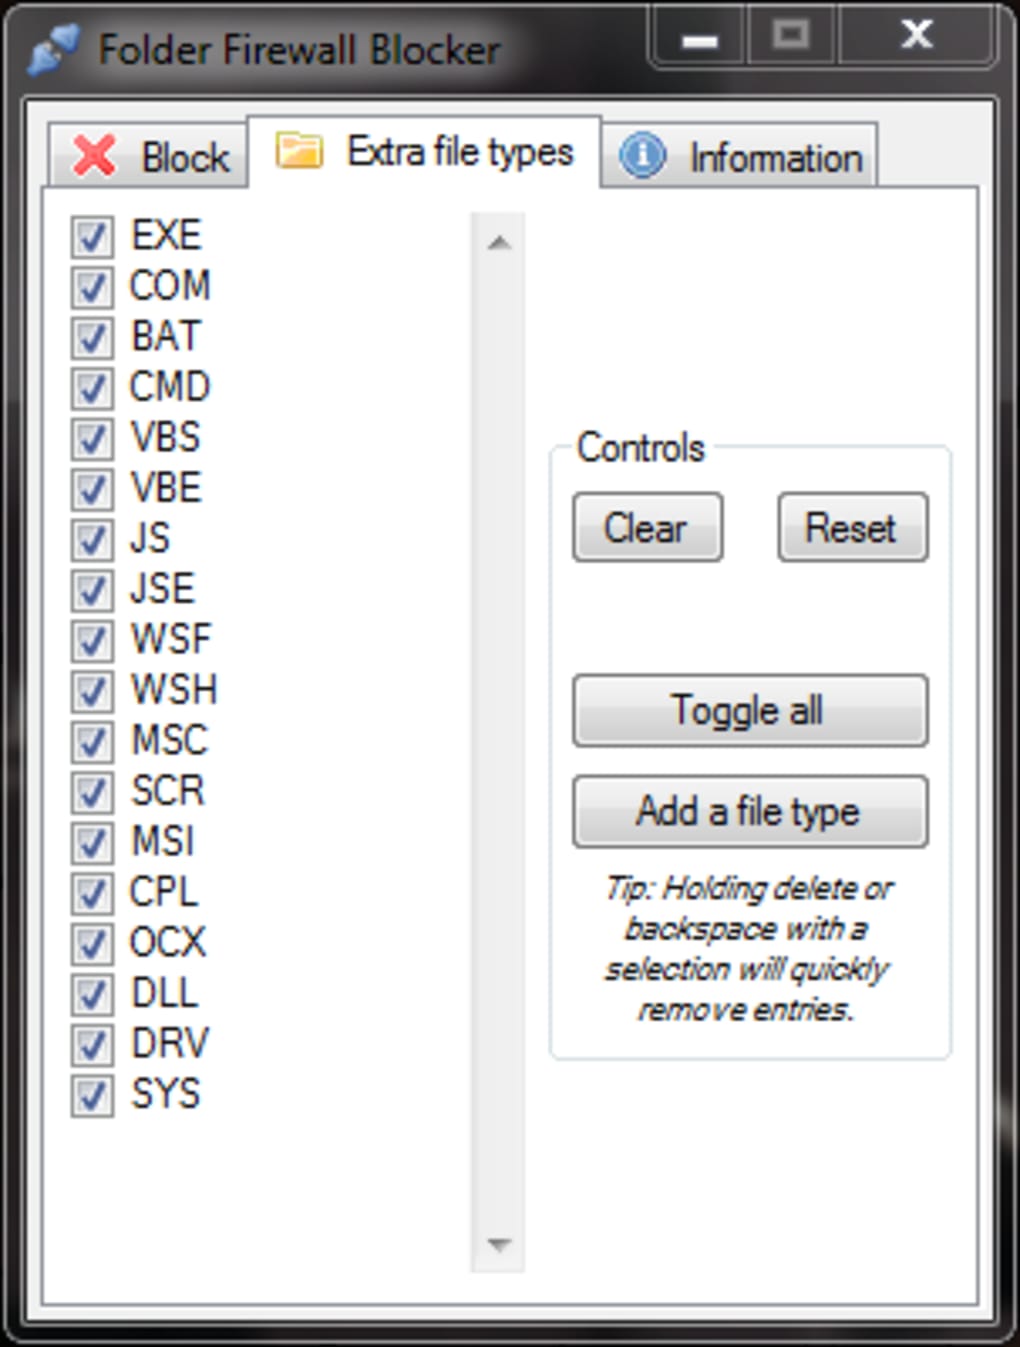 Folder Firewall Blocker
Block
Extra file types
Information
EXE
COM
BAT
CMD
VBS
VBE
JS
JSE
WSF
WSH
MSC
SCR
MSI
CPL
OCX
DLL
DRV
SYS
Controls
Clear
Reset
Toggle all
Add a file type
Tip: Holding delete or
backspace with a
selection will quickly
remove entries.